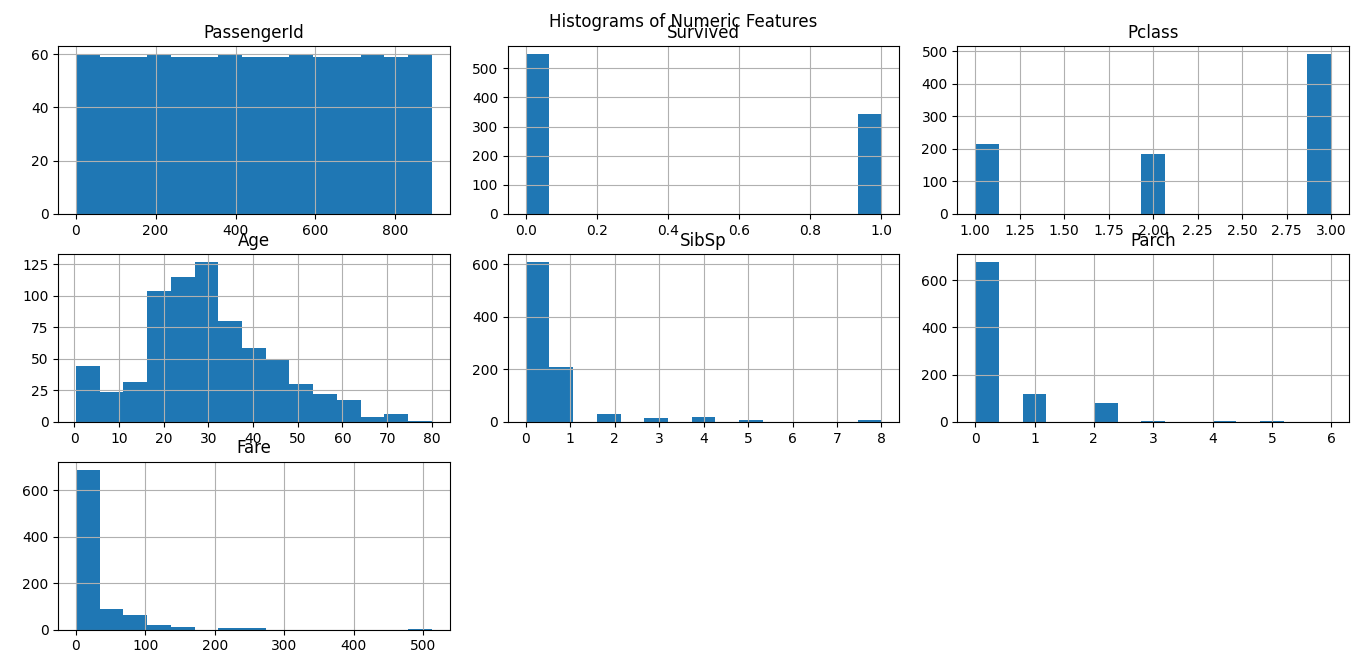 Histograms of Numeric Features
PassengerId
60
40
20
0
0 200 400 600 800
Survived
500
400
300
200
100
0
0.0 0.2 0.4 0.6 0.8 1.0
Pclass
500
400
300
200
100
0
1.00 1.25 1.50 1.75 2.00 2.25 2.50 2.75 3.00
Age
125
100
75
50
25
0
0 10 20 30 40 50 60 70 80
SibSp
600
400
200
0
0 1 2 3 4 5 6 7 8
Parch
600
400
200
0
0 1 2 3 4 5 6
Fare
600
400
200
0
0 100 200 300 400 500